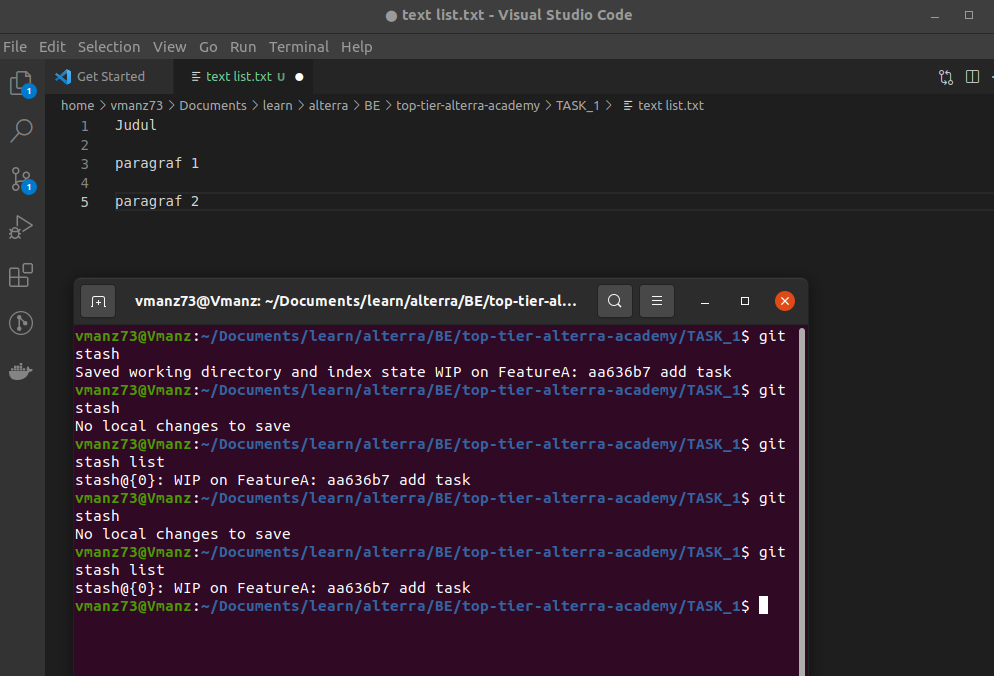 ● text list.txt - Visual Studio Code
File Edit Selection View Go Run Terminal Help
Get Started
text list.txt U ●
home > vmanz73 > Documents > learn > alterra > BE > top-tier-alterra-academy > TASK_1 > text list.txt
1 Judul
2
3 paragraf 1
4
5 paragraf 2
1
1
vmanz73@Vmanz: ~/Documents/learn/alterra/BE/top-tier-al...
vmanz73@Vmanz:~/Documents/learn/alterra/BE/top-tier-alterra-academy/TASK_1$ git
stash
Saved working directory and index state WIP on FeatureA: aa636b7 add task
vmanz73@Vmanz:~/Documents/learn/alterra/BE/top-tier-alterra-academy/TASK_1$ git
stash
No local changes to save
vmanz73@Vmanz:~/Documents/learn/alterra/BE/top-tier-alterra-academy/TASK_1$ git
stash list
stash@{0}: WIP on FeatureA: aa636b7 add task
vmanz73@Vmanz:~/Documents/learn/alterra/BE/top-tier-alterra-academy/TASK_1$ git
stash
No local changes to save
vmanz73@Vmanz:~/Documents/learn/alterra/BE/top-tier-alterra-academy/TASK_1$ git
stash list
stash@{0}: WIP on FeatureA: aa636b7 add task
vmanz73@Vmanz:~/Documents/learn/alterra/BE/top-tier-alterra-academy/TASK_1$